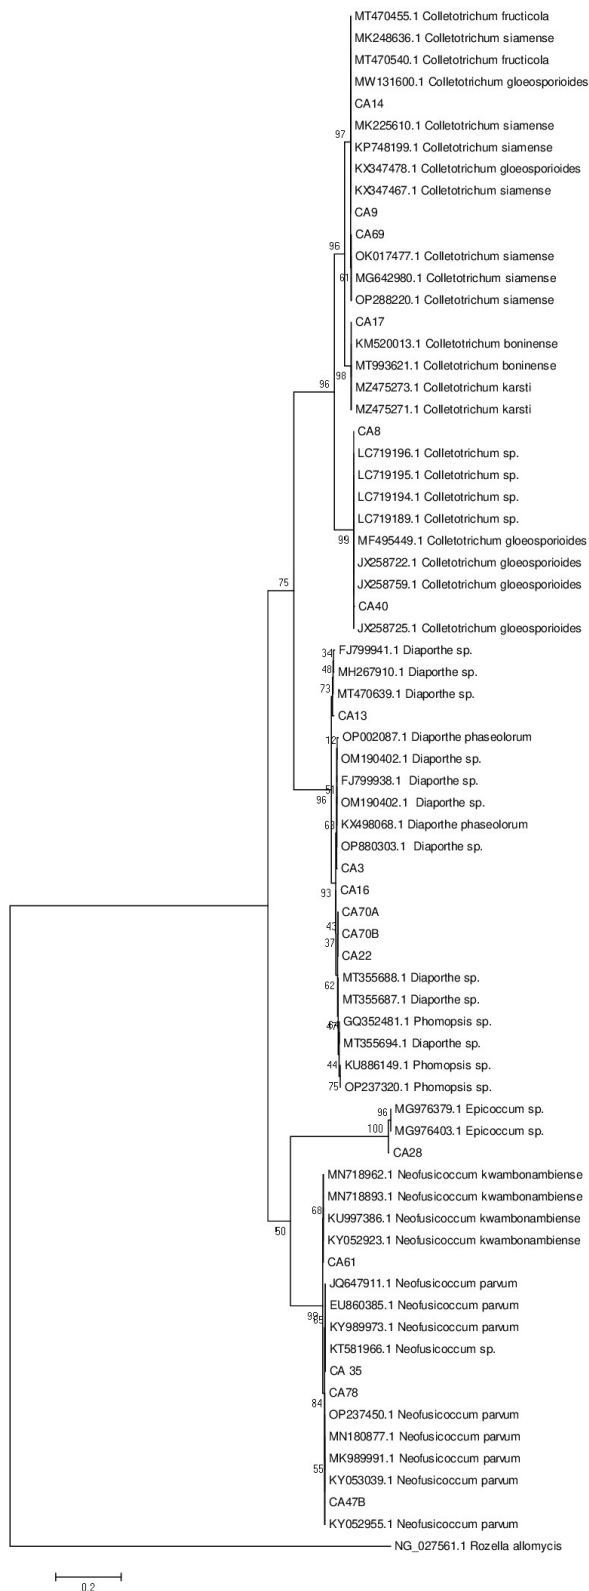 MT470455.1 Colletotrichum fructicola
MK248636.1 Colletotrichum siamense
MT470540.1 Colletotrichum fructicola
MW131600.1 Colletotrichum gloeosporioides
CA14
MK225610.1 Colletotrichum siamense
97
KP748199.1 Colletotrichum siamense
KX347478.1 Colletotrichum gloeosporioides
KX347467.1 Colletotrichum siamense
CA9
CA69
96
OK017477.1 Colletotrichum siamense
MG642980.1 Colletotrichum siamense
61
OP288220.1 Colletotrichum siamense
CA17
KM520013.1 Colletotrichum boninense
MT993621.1 Colletotrichum boninense
98
96
MZ475273.1 Colletotrichum karsti
MZ475271.1 Colletotrichum karsti
CA8
LC719196.1 Colletotrichum sp.
LC719195.1 Colletotrichum sp.
LC719194.1 Colletotrichum sp.
LC719189.1 Colletotrichum sp.
99
MF495449.1 Colletotrichum gloeosporioides
JX258722.1 Colletotrichum gloeosporioides
75
JX258759.1 Colletotrichum gloeosporioides
CA40
JX258725.1 Colletotrichum gloeosporioides
34
FJ799941.1 Diaporthe sp.
48
MH267910.1 Diaporthe sp.
73
MT470639.1 Diaporthe sp.
CA13
12
OP002087.1 Diaporthe phaseolorum
OM190402.1 Diaporthe sp.
FJ799938.1 Diaporthe sp.
51
96
OM190402.1 Diaporthe sp.
63
KX498068.1 Diaporthe phaseolorum
OP880303.1 Diaporthe sp.
CA3
93
CA16
CA70A
43
CA70B
37
CA22
MT355688.1 Diaporthe sp.
62
MT355687.1 Diaporthe sp.
GQ352481.1 Phomopsis sp.
MT355694.1 Diaporthe sp.
44
KU886149.1 Phomopsis sp.
75
OP237320.1 Phomopsis sp.
96
MG976379.1 Epicoccum sp.
100
MG976403.1 Epicoccum sp.
CA28
MN718962.1 Neofusicoccum kwambonambiense
MN718893.1 Neofusicoccum kwambonambiense
68
KU997386.1 Neofusicoccum kwambonambiense
50
KY052923.1 Neofusicoccum kwambonambiense
CA61
JQ647911.1 Neofusicoccum parvum
EU860385.1 Neofusicoccum parvum
KY989973.1 Neofusicoccum parvum
KT581966.1 Neofusicoccum sp.
CA 35
CA78
84
OP237450.1 Neofusicoccum parvum
MN180877.1 Neofusicoccum parvum
MK989991.1 Neofusicoccum parvum
55
KY053039.1 Neofusicoccum parvum
CA47B
KY052955.1 Neofusicoccum parvum
NG_027561.1 Rozella allomycis
0.2